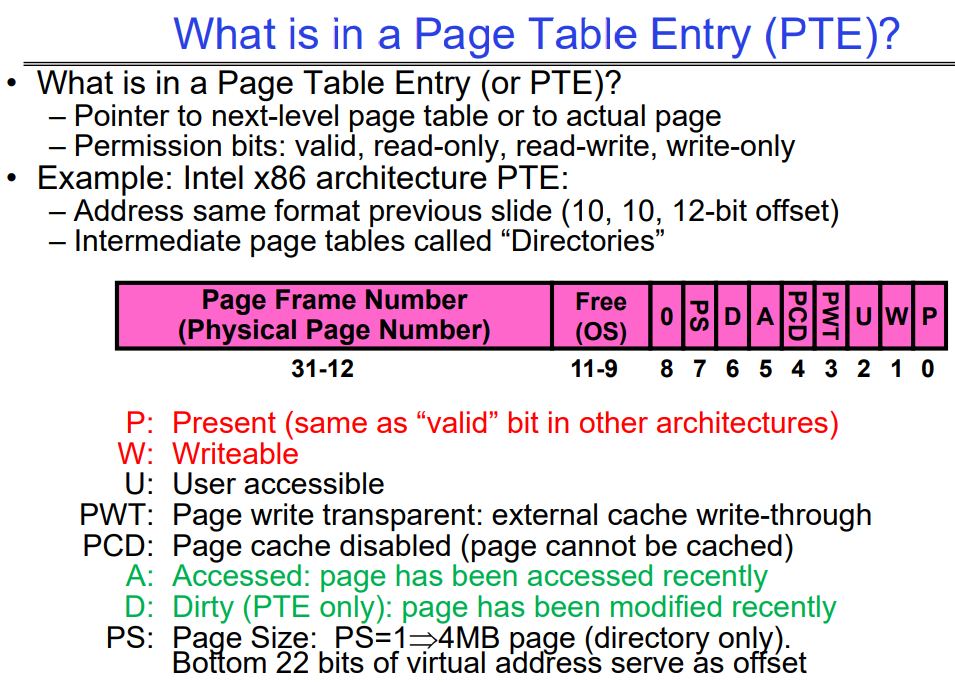 What is in a Page Table Entry (PTE)?
• What is in a Page Table Entry (or PTE)?
– Pointer to next-level page table or to actual page
– Permission bits: valid, read-only, read-write, write-only
• Example: Intel x86 architecture PTE:
– Address same format previous slide (10, 10, 12-bit offset)
– Intermediate page tables called “Directories”
Page Frame Number
(Physical Page Number)
Free
(OS)
0
PS
D
A
PCD
PWT
U
W
P
31-12
11-9
8
7
6
5
4
3
2
1
0
P: Present (same as “valid” bit in other architectures)
W: Writeable
U: User accessible
PWT: Page write transparent: external cache write-through
PCD: Page cache disabled (page cannot be cached)
A: Accessed: page has been accessed recently
D: Dirty (PTE only): page has been modified recently
PS: Page Size: PS=1⇒4MB page (directory only).
Bottom 22 bits of virtual address serve as offset